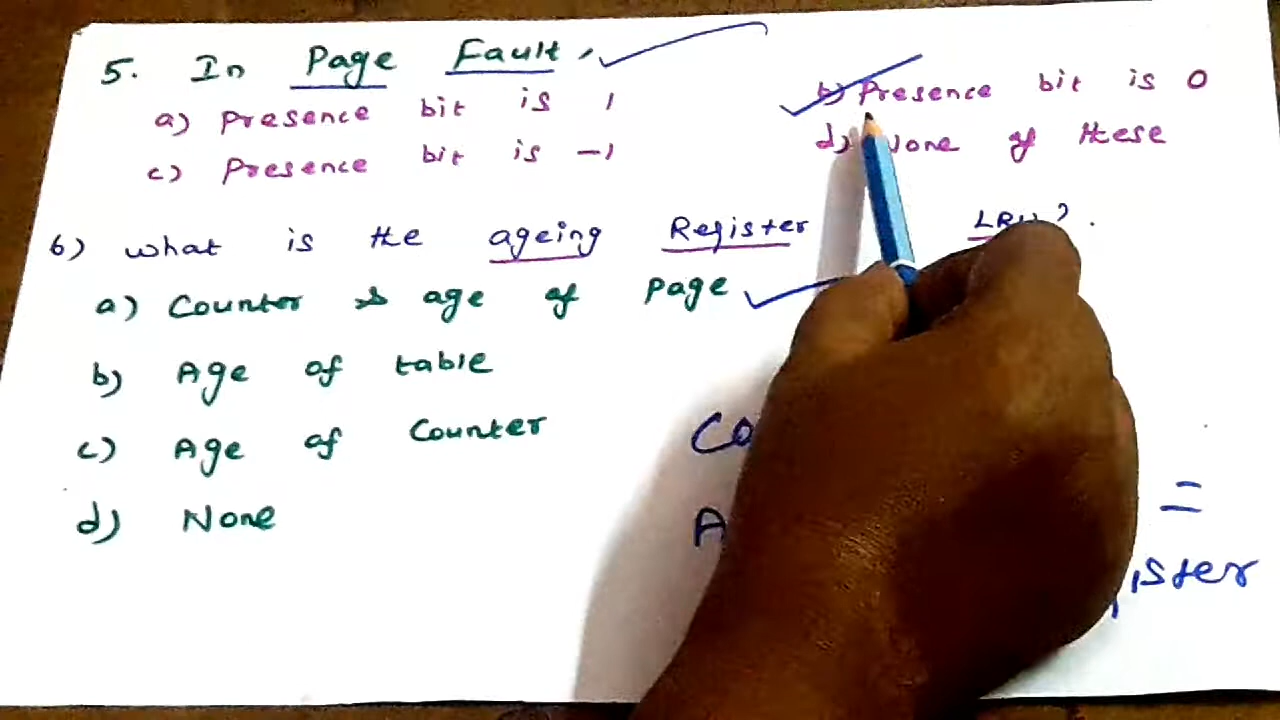 5. In Page Fault.
a) presence bit is 1
b) Presence bit is 0
c) Presence bit is -1
d) None of these
6) what is the ageing Register LRU?
a) Counter age of page
b) Age of table
c) Age of Counter
d) None
=